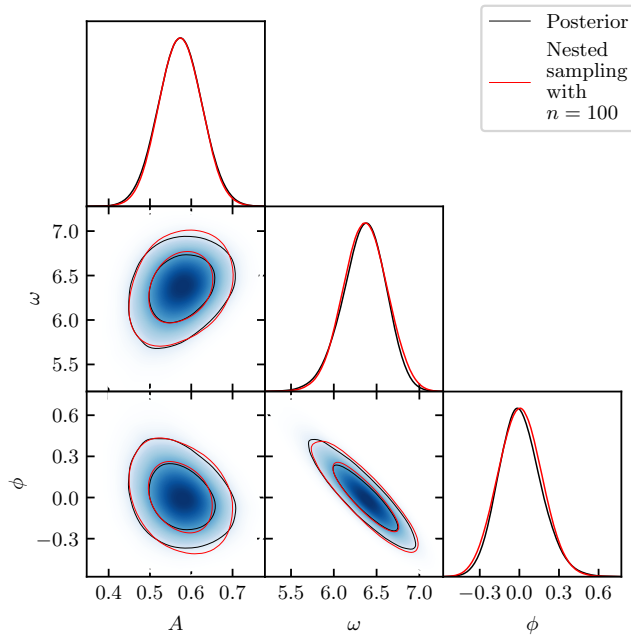 Posterior
Nested
sampling
with
n = 100
7.0
6.5
ω
6.0
5.5
0.6
0.3
ϕ
0.0
−0.3
0.4 0.6 0.7 5.5 6.0 6.5 7.0 −0.3 0.0 0.3 0.6
0.5
A ω ϕ